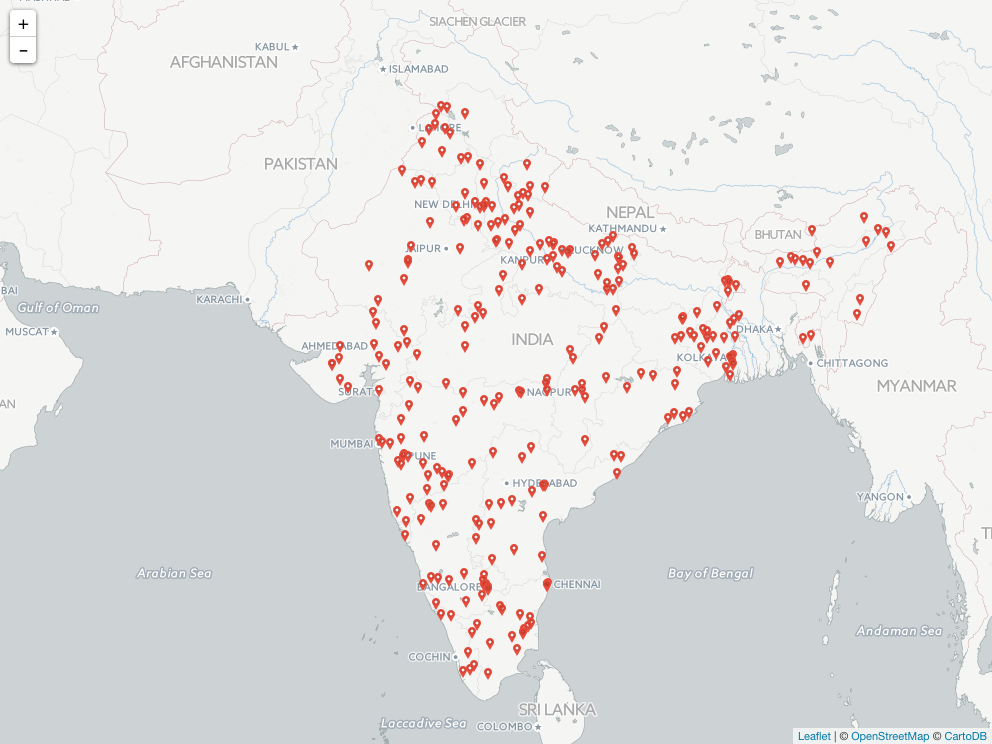 SIACHEN GLACIER
+
-
KABUL
AFGHANISTAN
ISLAMABAD
PAKISTAN
NEW DELHI
NEPAL
KATHMANDU
BHUTAN
JAIPUR
KANPUR
LUCKNOW
KARACHI
Gulf of Oman
MUSCAT
INDIA
DHAKA
AHMEDABAD
KOLKATA
CHITTAGONG
MYANMAR
SURAT
NAGPUR
MUMBAI
PUNE
HYDERABAD
YANGON
Arabian Sea
Bay of Bengal
BANGALORE
CHENNAI
Andaman Sea
COCHIN
SRI LANKA
Laccadive Sea
COLOMBO
Leaflet | © OpenStreetMap © CartoDB